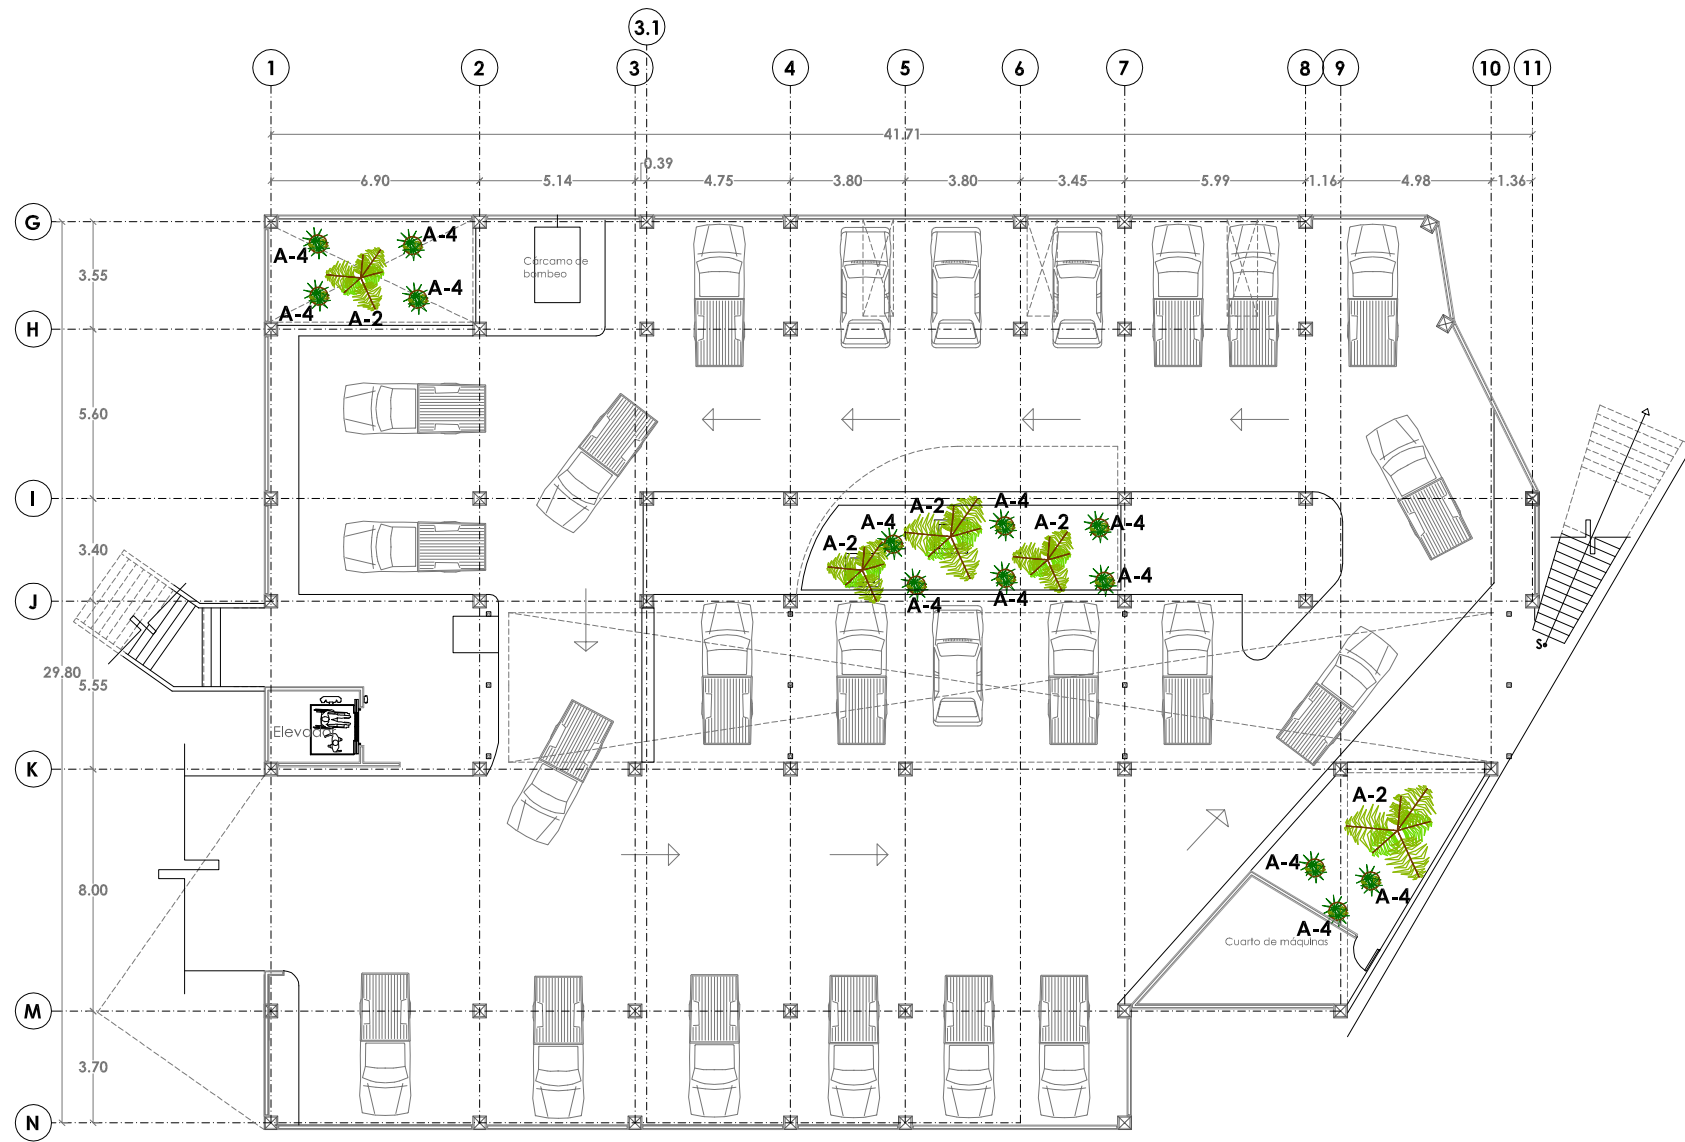 3.1
1 2 3 4 5 6 7 8 9 10 11
41.71
0.39
6.90 5.14 4.75 3.80 3.80 3.45 5.99 1.16 4.98 1.36
G
A-4 A-4
Cárcamo de
bombeo
3.55
A-4 A-4
A-2
H
5.60
I
A-2 A-4 A-2 A-4
A-4
A-2
3.40
A-4 A-4 A-4
J
S
29.80
5.55
Elevador
K
A-2
A-4
8.00
A-4
A-4
Cuarto de máquinas
M
3.70
N